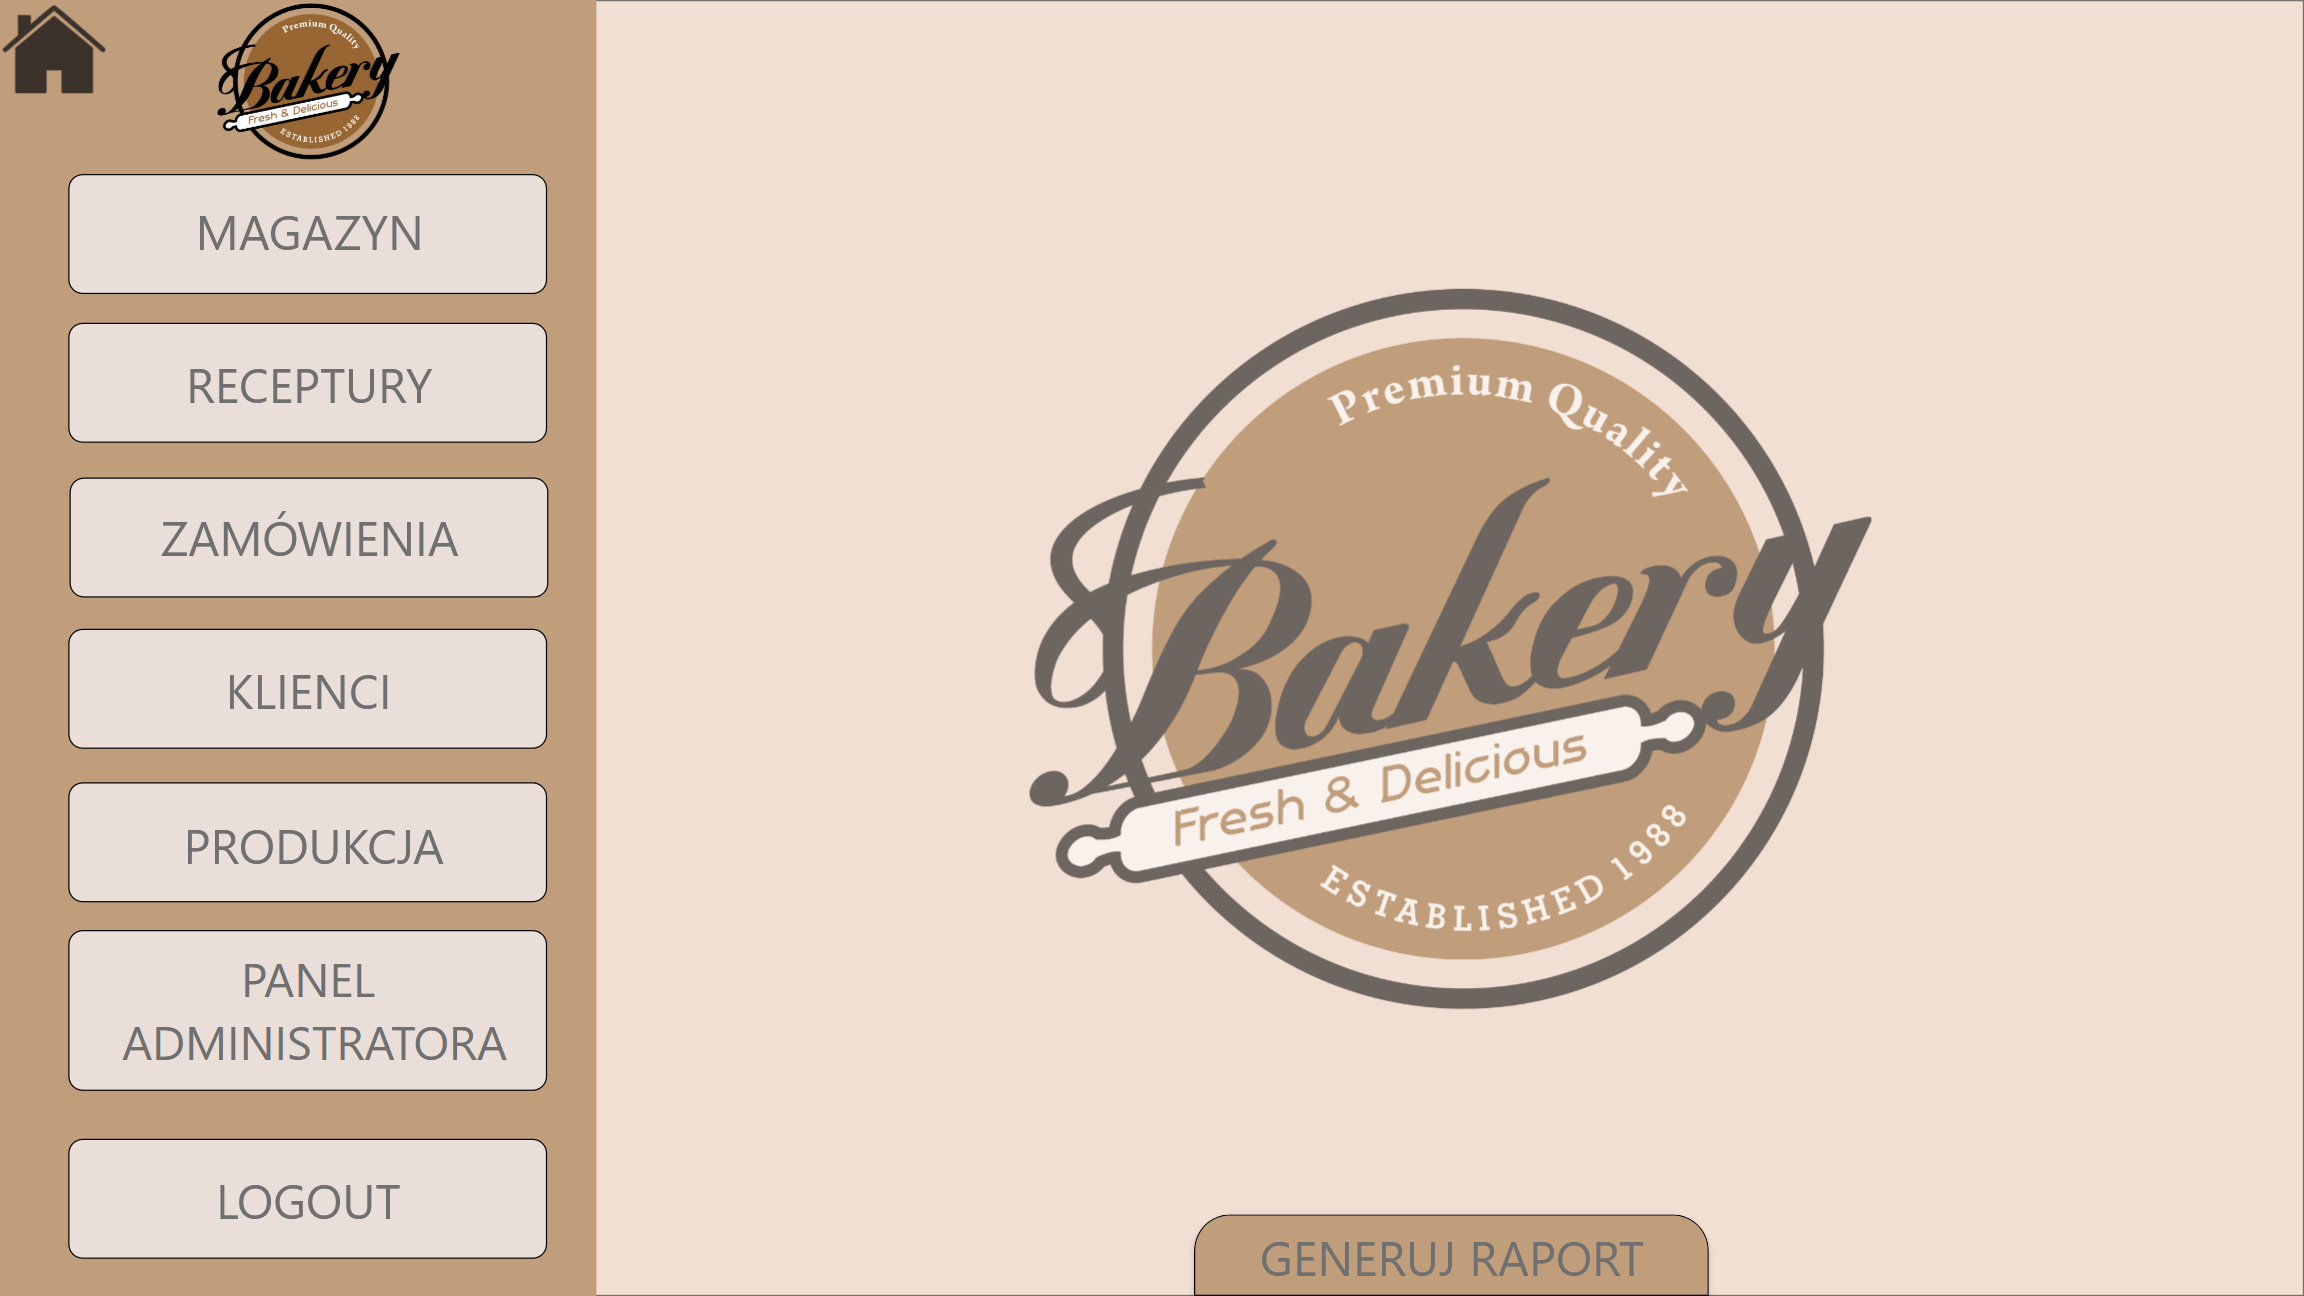 Premium Quality
Bakery
Fresh & Delicious
ESTABLISHED 1988
MAGAZYN
RECEPTURY
ZAMÓWIENIA
KLIENCI
PRODUKCJA
PANEL
ADMINISTRATORA
LOGOUT
Premium Quality
Bakery
Fresh & Delicious
ESTABLISHED 1988
GENERUJ RAPORT